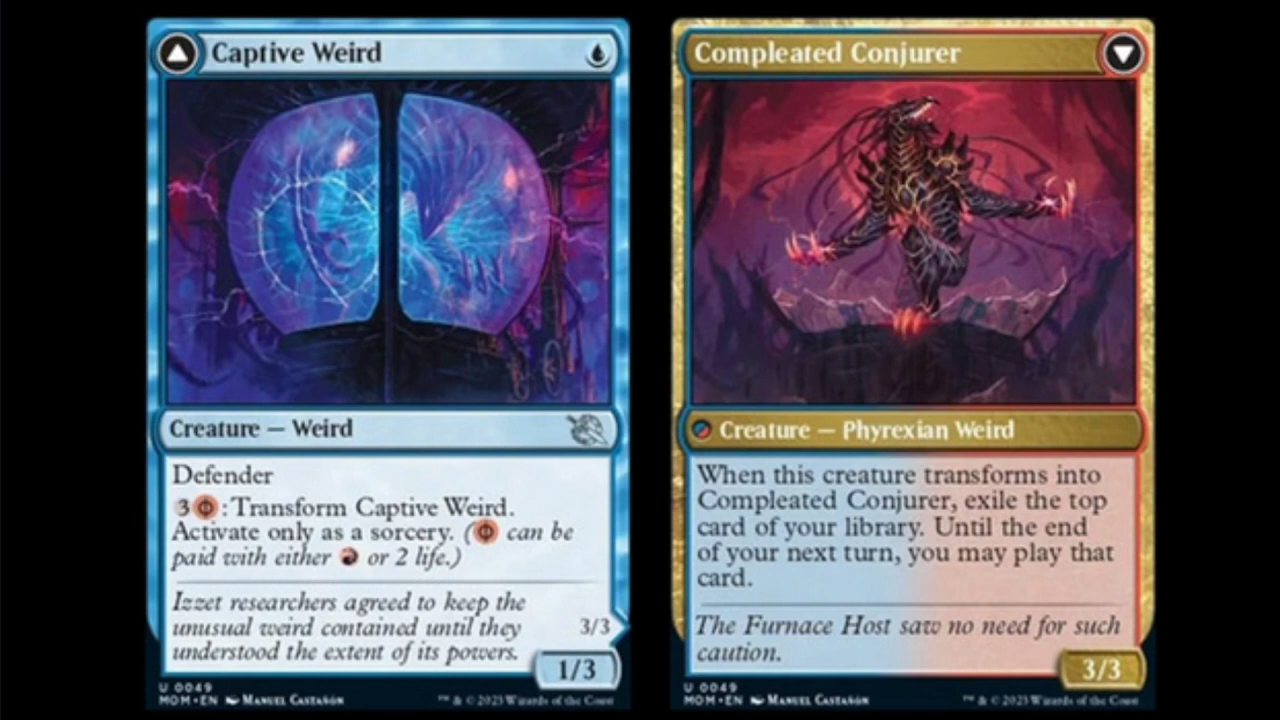 Captive Weird
Creature — Weird
Defender
3: Transform Captive Weird.
Activate only as a sorcery. ( can be
paid with either or 2 life.)
Izzet researchers agreed to keep the
unusual weird contained until they
understood the extent of its powers.
3/3
1/3
U 0049
MOM • EN Manuel Castañón
™ & © 2023 Wizards of the Coast
Compleated Conjurer
Creature — Phyrexian Weird
When this creature transforms into
Compleated Conjurer, exile the top
card of your library. Until the end
of your next turn, you may play that
card.
The Furnace Host saw no need for such
caution.
3/3
U 0049
MOM • EN Manuel Castañón
™ & © 2023 Wizards of the Coast